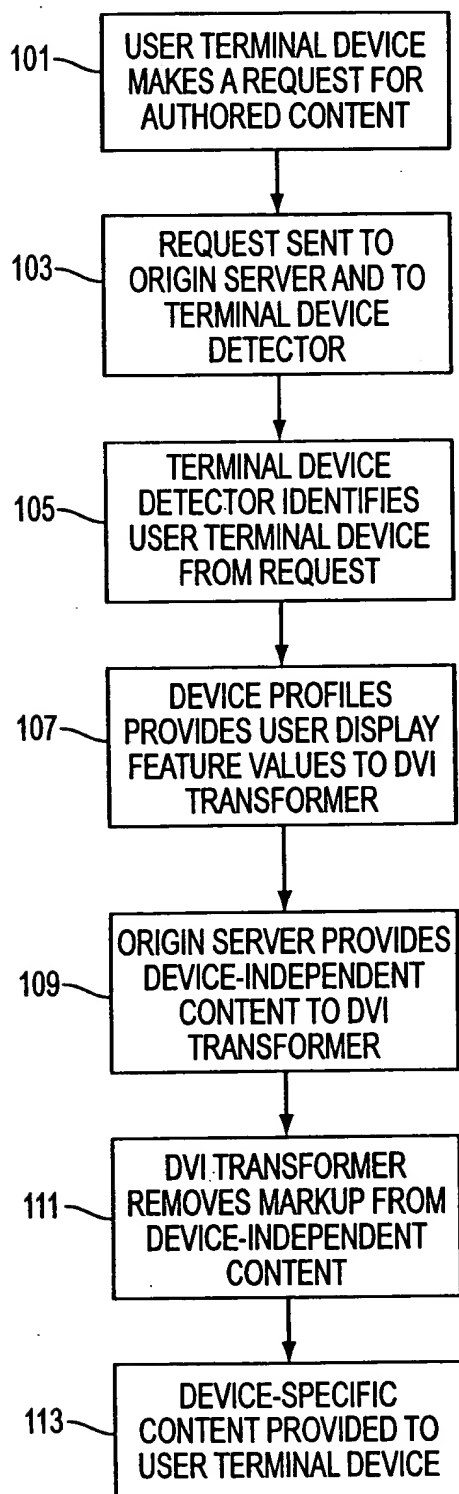 101
USER TERMINAL DEVICE
MAKES A REQUEST FOR
AUTHORED CONTENT
103
REQUEST SENT TO
ORIGIN SERVER AND TO
TERMINAL DEVICE
DETECTOR
105
TERMINAL DEVICE
DETECTOR IDENTIFIES
USER TERMINAL DEVICE
FROM REQUEST
107
DEVICE PROFILES
PROVIDES USER DISPLAY
FEATURE VALUES TO DVI
TRANSFORMER
109
ORIGIN SERVER PROVIDES
DEVICE-INDEPENDENT
CONTENT TO DVI
TRANSFORMER
111
DVI TRANSFORMER
REMOVES MARKUP FROM
DEVICE-INDEPENDENT
CONTENT
113
DEVICE-SPECIFIC
CONTENT PROVIDED TO
USER TERMINAL DEVICE